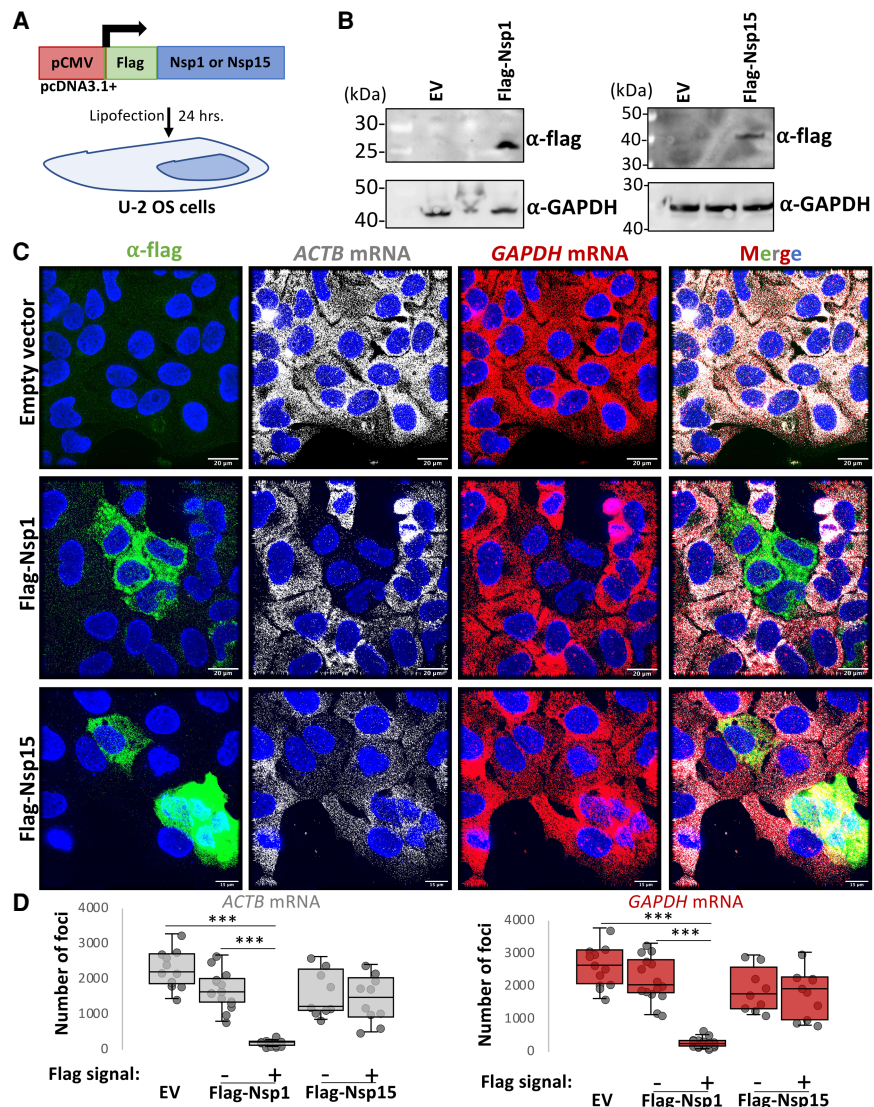 A
pCMV Flag Nsp1 or Nsp15
pcDNA3.1+
Lipofection 24 hrs.
U-2 OS cells
B
(kDa) EV Flag-Nsp1
30-
25-
α-flag
50-
40-
α-GAPDH
(kDa) EV Flag-Nsp15
50-
40-
30-
α-flag
30-
40-
α-GAPDH
C
α-flag ACTB mRNA GAPDH mRNA Merge
Empty vector
20 μm 20 μm 20 μm 20 μm
Flag-Nsp1
20 μm 20 μm 20 μm 20 μm
Flag-Nsp15
15 μm 15 μm 15 μm 15 μm
D
ACTB mRNA
Number of foci
4000
3000
2000
1000
0
***
***
Flag signal: - + - +
EV Flag-Nsp1 Flag-Nsp15
GAPDH mRNA
Number of foci
4000
3000
2000
1000
0
***
***
Flag signal: - + - +
EV Flag-Nsp1 Flag-Nsp15